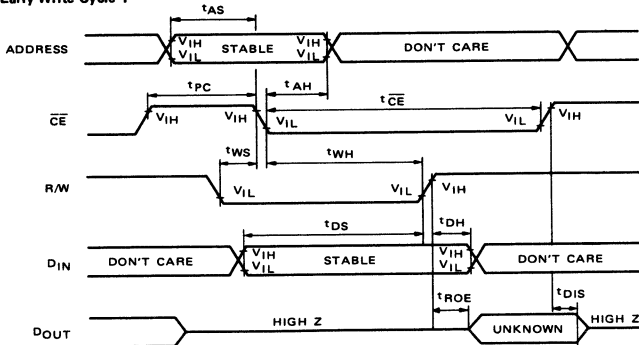 Early Write Cycle 1
tAS
ADDRESS
VIH
VIL
STABLE
VIH
VIL
DON'T CARE
tPC
tAH
tCE
CE
VIH
VIH
VIL
VIL
VIH
tWS
tWH
R/W
VIL
VIL
VIH
tDS
tDH
DIN
DON'T CARE
VIH
VIL
STABLE
VIH
VIL
DON'T CARE
tROE
tDIS
DOUT
HIGH Z
UNKNOWN
HIGH Z